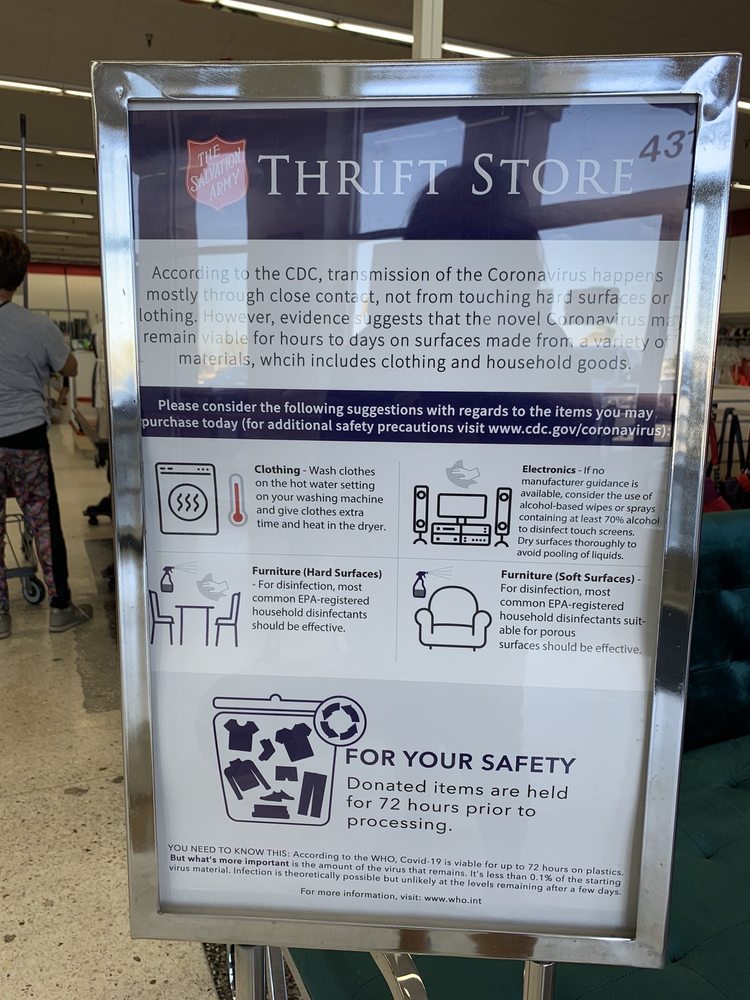 THE SALVATION ARMY
THRIFT STORE
According to the CDC, transmission of the Coronavirus happens
mostly through close contact, not from touching hard surfaces or
lothing. However, evidence suggests that the novel Coronavirus ma
remain viable for hours to days on surfaces made from a variety of
materials, whcih includes clothing and household goods.
Please consider the following suggestions with regards to the items you may
purchase today (for additional safety precautions visit www.cdc.gov/coronavirus):
Clothing - Wash clothes
on the hot water setting
on your washing machine
and give clothes extra
time and heat in the dryer.
Electronics - If no
manufacturer guidance is
available, consider the use of
alcohol-based wipes or sprays
containing at least 70% alcohol
to disinfect touch screens.
Dry surfaces thoroughly to
avoid pooling of liquids.
Furniture (Hard Surfaces)
- For disinfection, most
common EPA-registered
household disinfectants
should be effective.
Furniture (Soft Surfaces) -
For disinfection, most
common EPA-registered
household disinfectants suit-
able for porous
surfaces should be effective.
FOR YOUR SAFETY
Donated items are held
for 72 hours prior to
processing.
YOU NEED TO KNOW THIS: According to the WHO, Covid-19 is viable for up to 72 hours on plastics.
But what's more important is the amount of the virus that remains. It's less than 0.1% of the starting
virus material. Infection is theoretically possible but unlikely at the levels remaining after a few days.
For more information, visit: www.who.int